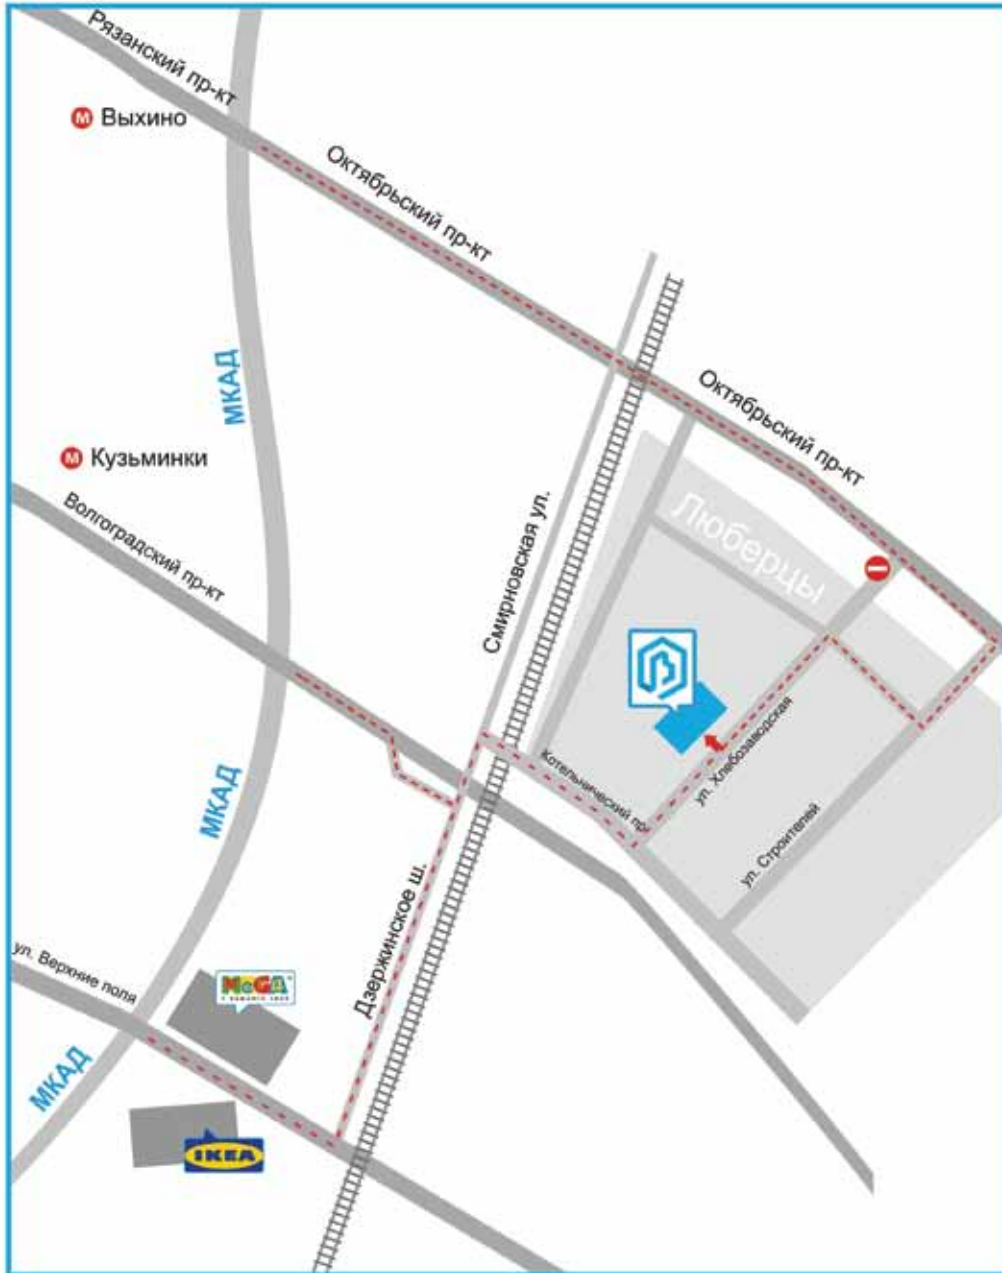 Рязанский пр-кт
М Выхино
Октябрьский пр-кт
МКАД
Октябрьский пр-кт
М Кузьминки
Волгоградский пр-кт
Люберцы
Смирновская ул.
ул. Хлебозаводская
Котельнический пр
МКАД
ул. Строителей
Дзержинское ш.
ул. Верхние поля
МЕГА
МКАД
IKEA